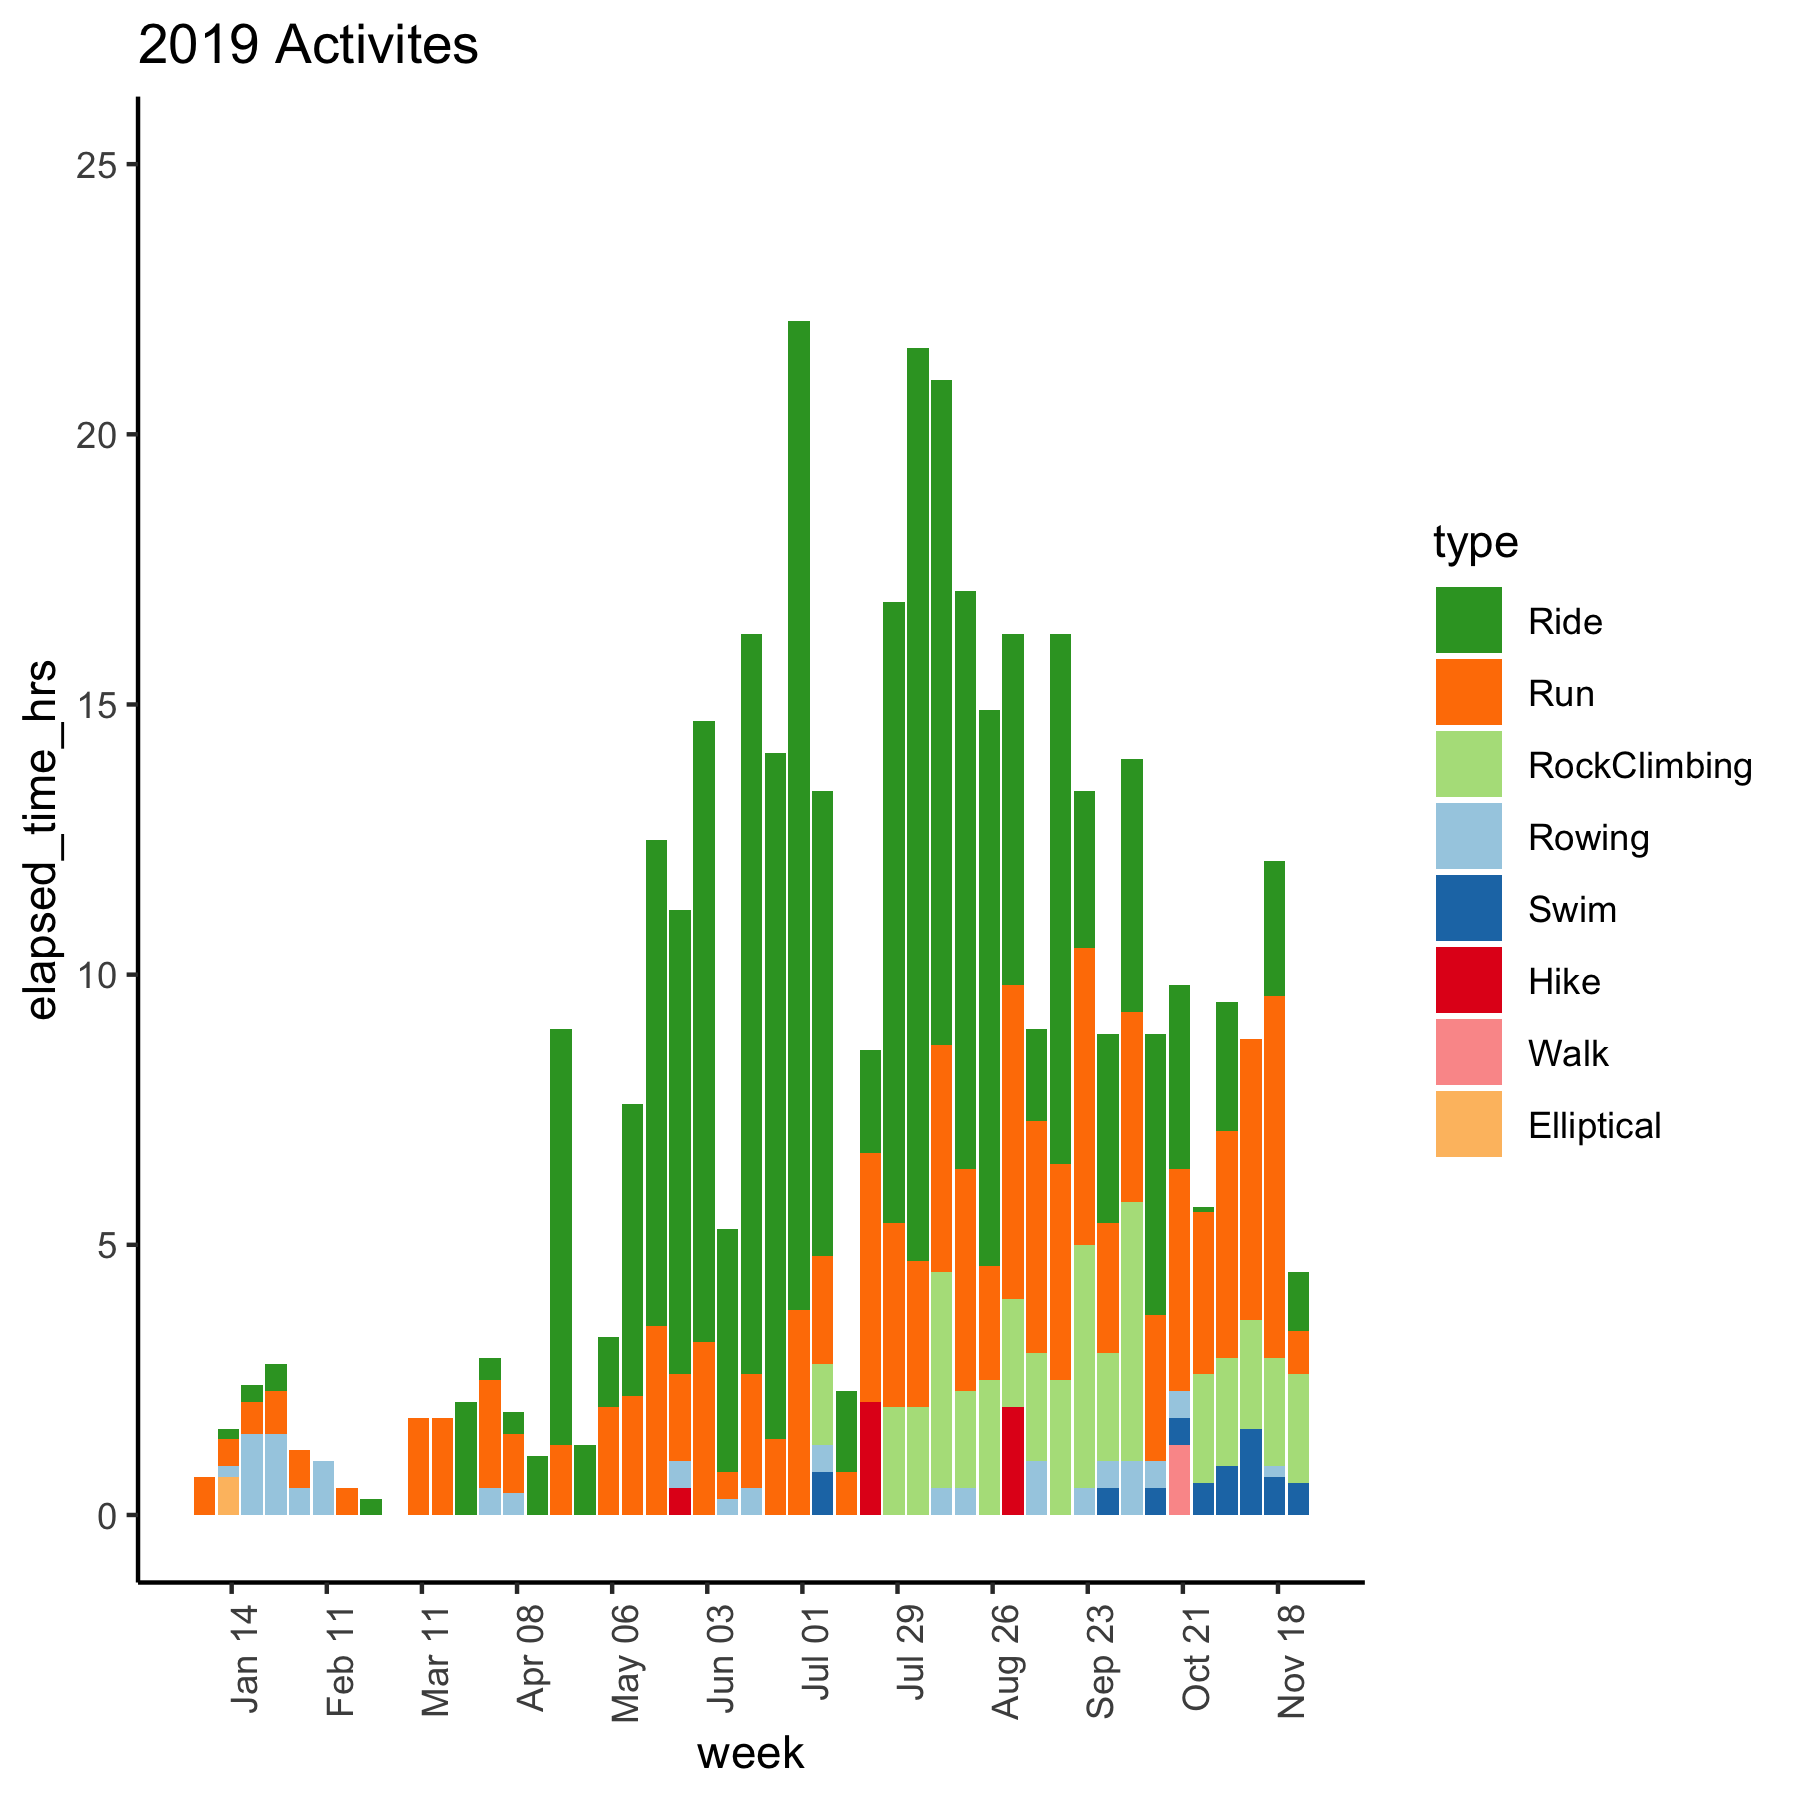 2019 Activites
elapsed_time_hrs
25
20
15
10
5
0
Jan 14
Feb 11
Mar 11
Apr 08
May 06
Jun 03
Jul 01
Jul 29
Aug 26
Sep 23
Oct 21
Nov 18
week
type
Ride
Run
RockClimbing
Rowing
Swim
Hike
Walk
Elliptical